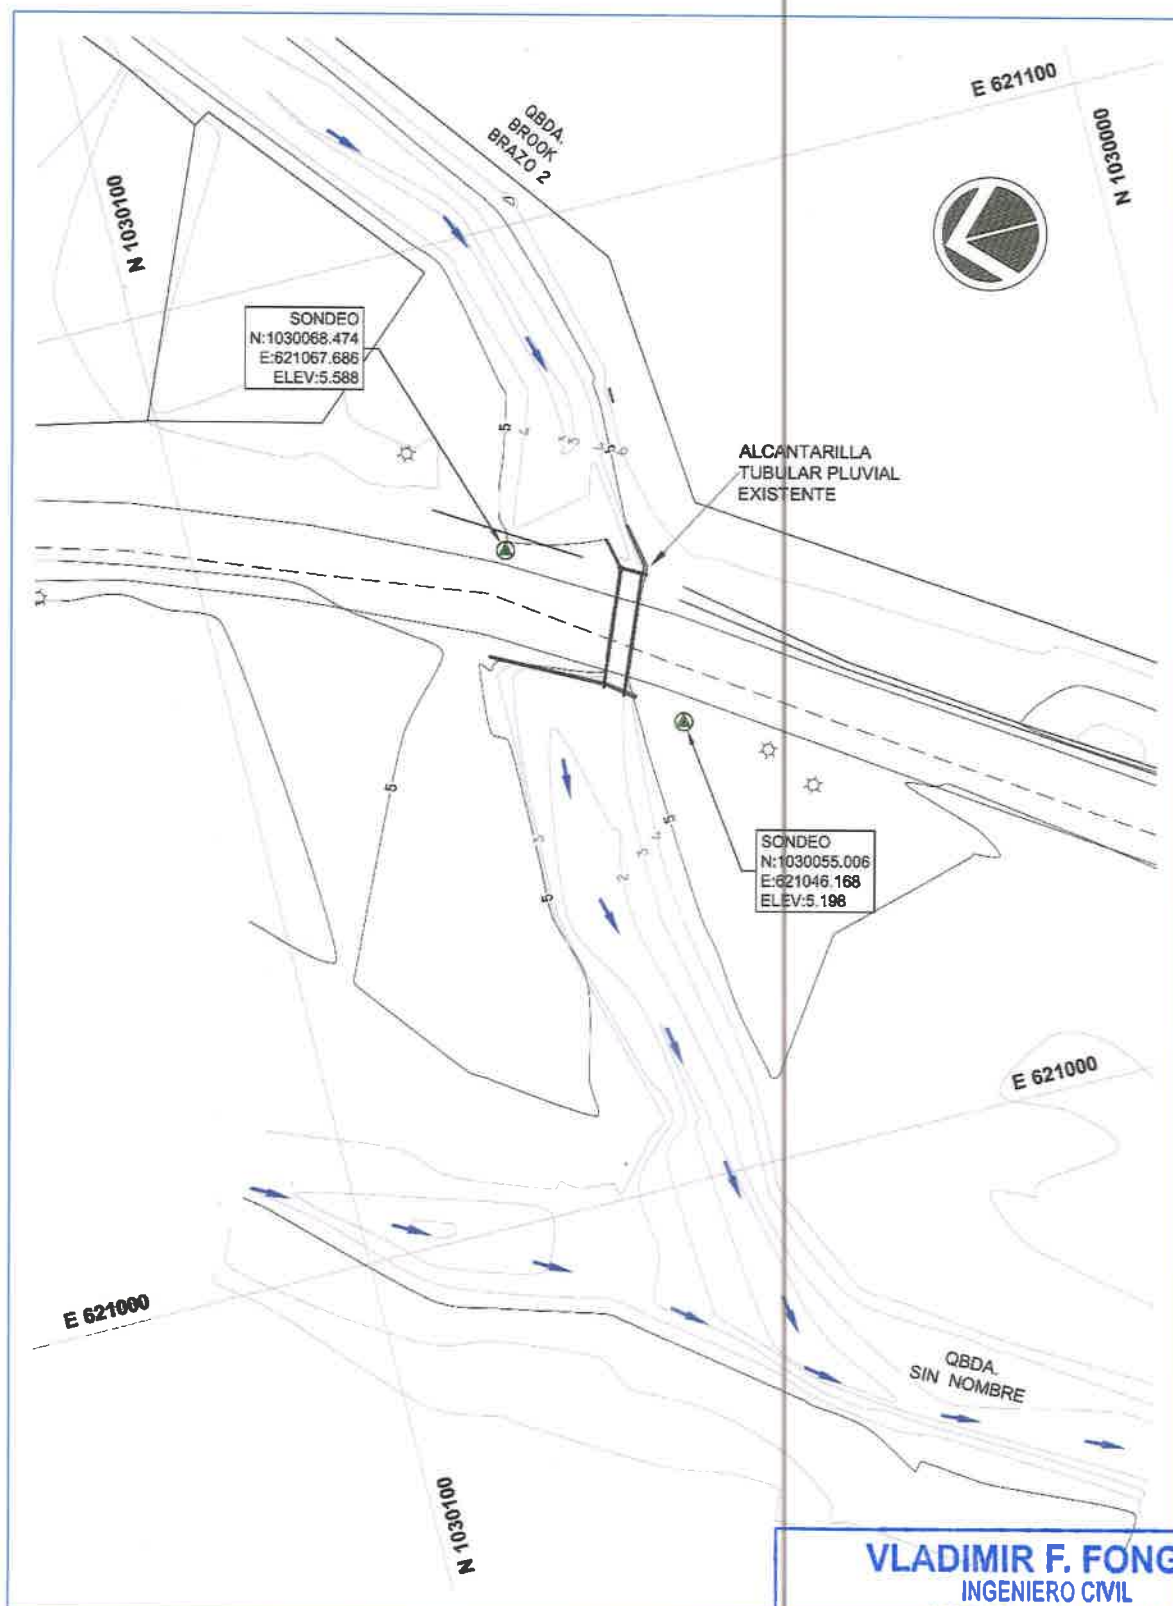 E 621100
QBDA.
BROOK
BRAZO 2
N 1030000
N 1030100
SONDEO
N:1030068.474
E:621067.686
ELEV:5.588
5
4
3
5
6
ALCANTARILLA
TUBULAR PLUVIAL
EXISTENTE
5
3
5
2
3
4
5
SONDEO
N:1030055.006
E:621046.168
ELEV:5.198
E 621000
E 621000
QBDA.
SIN NOMBRE
N 1030100
VLADIMIR F. FONG
INGENIERO CIVIL